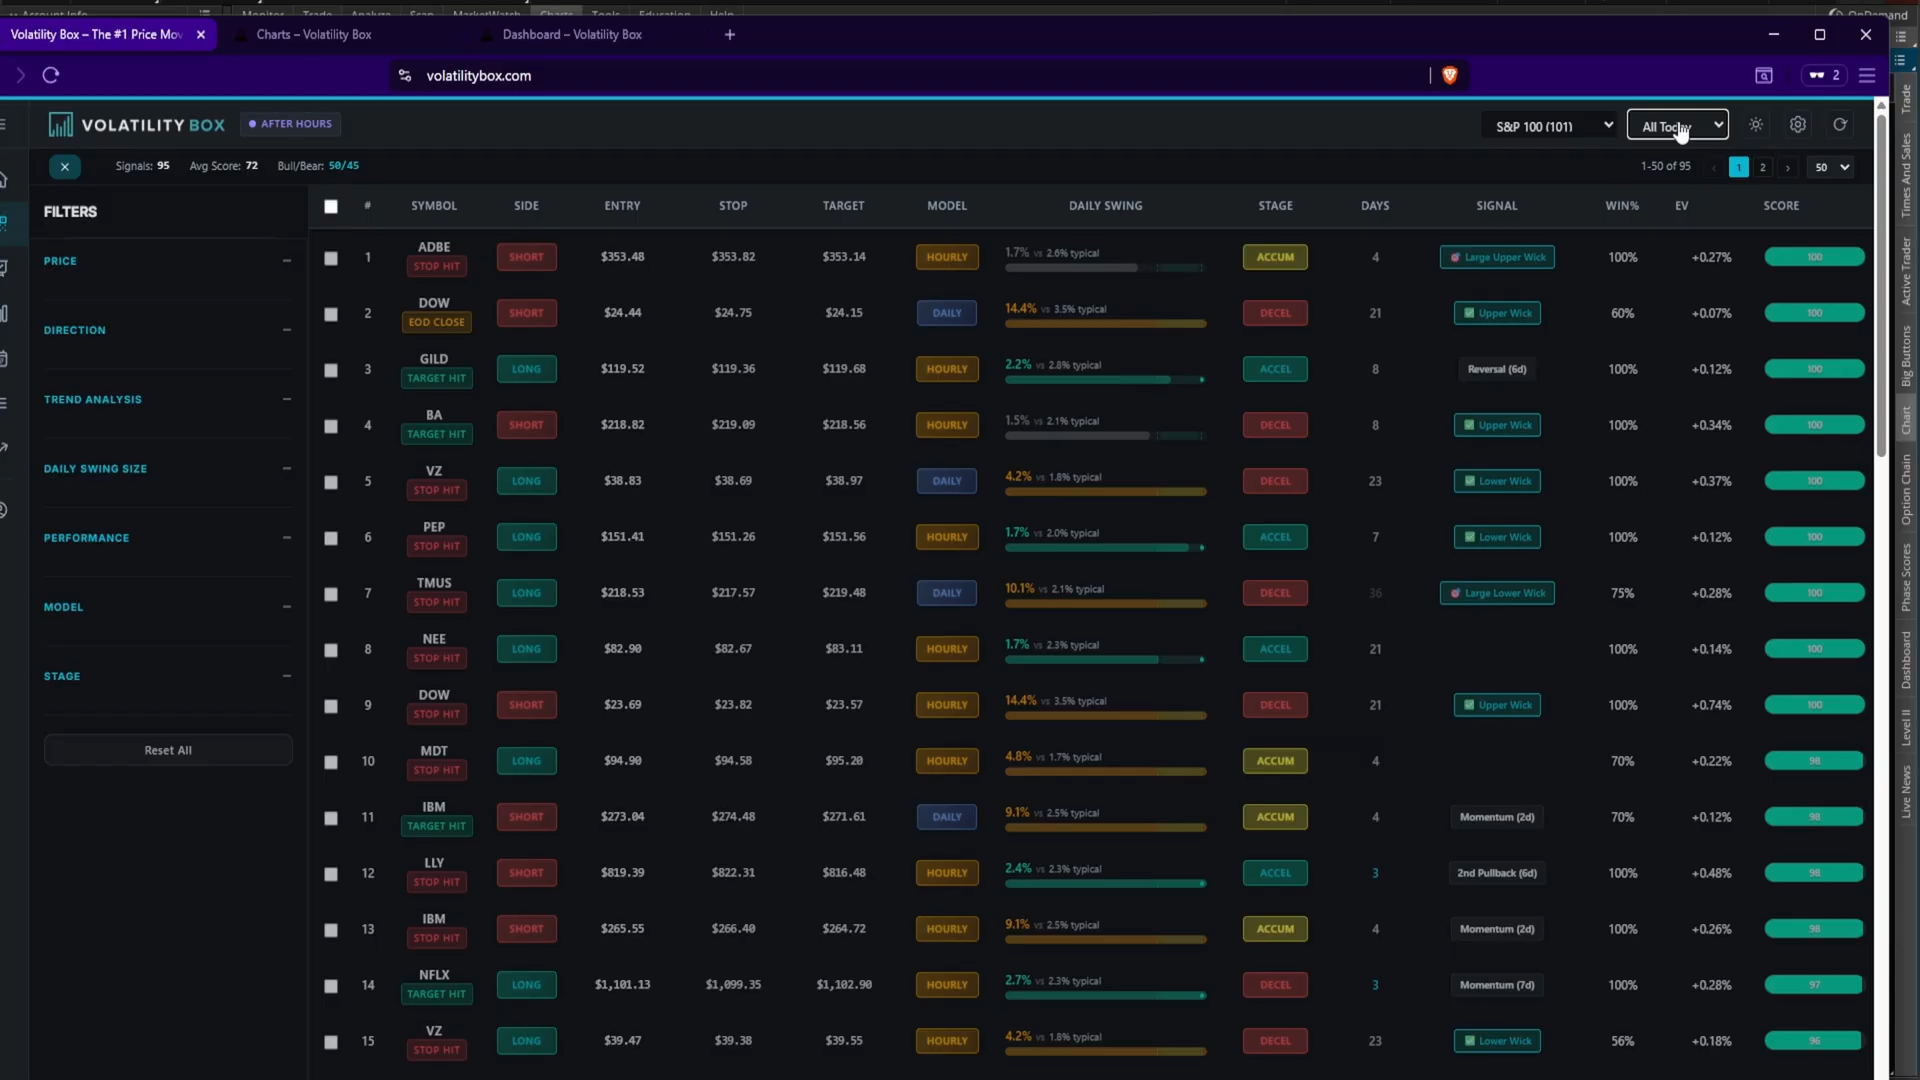 Account Info Monitor Trade Analyze Scan MarketWatch Charts Tools Education Help OnDemand
Volatility Box – The #1 Price Mov Charts – Volatility Box Dashboard – Volatility Box
volatilitybox.com 2
VOLATILITY BOX AFTER HOURS S&P 100 (101) All Today
Signals: 95 Avg Score: 72 Bull/Bear: 50/45 1-50 of 95 1 2 50
FILTERS
PRICE
DIRECTION
TREND ANALYSIS
DAILY SWING SIZE
PERFORMANCE
MODEL
STAGE
Reset All
# SYMBOL SIDE ENTRY STOP TARGET MODEL DAILY SWING STAGE DAYS SIGNAL WIN% EV SCORE
1 ADBE STOP HIT SHORT $353.48 $353.82 $353.14 HOURLY 1.7% vs 2.6% typical ACCUM 4 Large Upper Wick 100% +0.27% 100
2 DOW EOD CLOSE SHORT $24.44 $24.75 $24.15 DAILY 14.4% vs 3.5% typical DECEL 21 Upper Wick 60% +0.07% 100
3 GILD TARGET HIT LONG $119.52 $119.36 $119.68 HOURLY 2.2% vs 2.8% typical ACCEL 8 Reversal (6d) 100% +0.12% 100
4 BA TARGET HIT SHORT $218.82 $219.09 $218.56 HOURLY 1.5% vs 2.1% typical DECEL 8 Upper Wick 100% +0.34% 100
5 VZ STOP HIT LONG $38.83 $38.69 $38.97 DAILY 4.2% vs 1.8% typical DECEL 23 Lower Wick 100% +0.37% 100
6 PEP STOP HIT LONG $151.41 $151.26 $151.56 HOURLY 1.7% vs 2.0% typical ACCEL 7 Lower Wick 100% +0.12% 100
7 TMUS STOP HIT LONG $218.53 $217.57 $219.48 DAILY 10.1% vs 2.1% typical DECEL 36 Large Lower Wick 75% +0.28% 100
8 NEE STOP HIT LONG $82.90 $82.67 $83.11 HOURLY 1.7% vs 2.3% typical ACCEL 21 100% +0.14% 100
9 DOW STOP HIT SHORT $23.69 $23.82 $23.57 HOURLY 14.4% vs 3.5% typical DECEL 21 Upper Wick 100% +0.74% 100
10 MDT STOP HIT LONG $94.90 $94.58 $95.20 HOURLY 4.8% vs 1.7% typical ACCUM 4 70% +0.22% 98
11 IBM TARGET HIT SHORT $273.04 $274.48 $271.61 DAILY 9.1% vs 2.5% typical ACCUM 4 Momentum (2d) 70% +0.12% 98
12 LLY STOP HIT SHORT $819.39 $822.31 $816.48 HOURLY 2.4% vs 2.3% typical ACCEL 3 2nd Pullback (6d) 100% +0.48% 98
13 IBM STOP HIT SHORT $265.55 $266.40 $264.72 HOURLY 9.1% vs 2.5% typical ACCUM 4 Momentum (2d) 100% +0.26% 98
14 NFLX TARGET HIT LONG $1,101.13 $1,099.35 $1,102.90 HOURLY 2.7% vs 2.3% typical DECEL 3 Momentum (7d) 100% +0.28% 97
15 VZ STOP HIT LONG $39.47 $39.38 $39.55 HOURLY 4.2% vs 1.8% typical DECEL 23 Lower Wick 56% +0.18% 96
Trade
Times And Sales
Active Trader
Big Buttons
Chart
Option Chain
Phase Scores
Dashboard
Level II
Live News